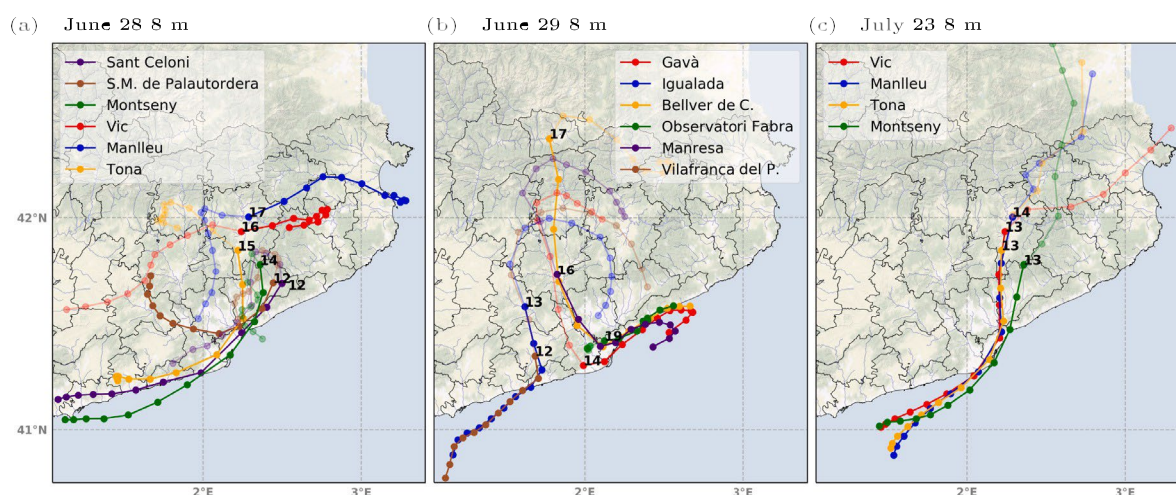 (a) June 28 8 m
(b) June 29 8 m
(c) July 23 8 m
Sant Celoni
S.M. de Palautordera
Montseny
Vic
Manlleu
Tona
17
16
15
14
12
12
42°N
41°N
2°E
3°E
Gavà
Igualada
Bellver de C.
Observatori Fabra
Manresa
Vilafranca del P.
17
16
13
12
19
14
2°E
3°E
Vic
Manlleu
Tona
Montseny
14
13
13
13
2°E
3°E